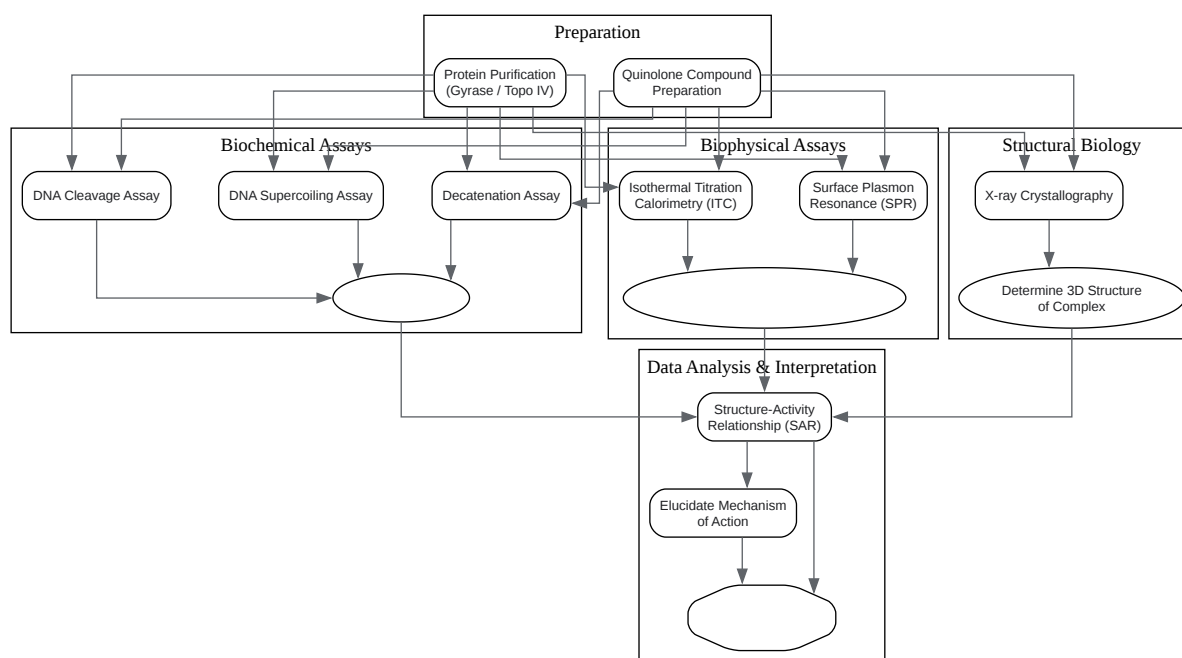 Preparation
Protein Purification
(Gyrase / Topo IV)
Quinolone Compound
Preparation
Biochemical Assays
Biophysical Assays
Structural Biology
DNA Cleavage Assay
DNA Supercoiling Assay
Decatenation Assay
Isothermal Titration
Calorimetry (ITC)
Surface Plasmon
Resonance (SPR)
X-ray Crystallography
Determine 3D Structure
of Complex
Data Analysis & Interpretation
Structure-Activity
Relationship (SAR)
Elucidate Mechanism
of Action